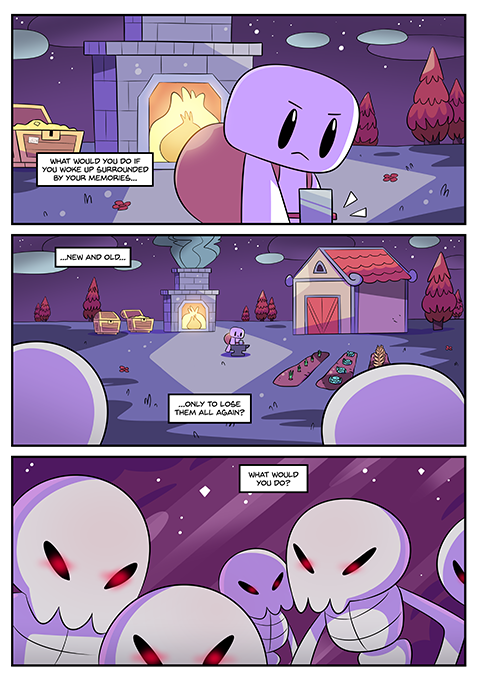 WHAT WOULD YOU DO IF
YOU WOKE UP SURROUNDED
BY YOUR MEMORIES...
...NEW AND OLD...
...ONLY TO LOSE
THEM ALL AGAIN?
WHAT WOULD
YOU DO?